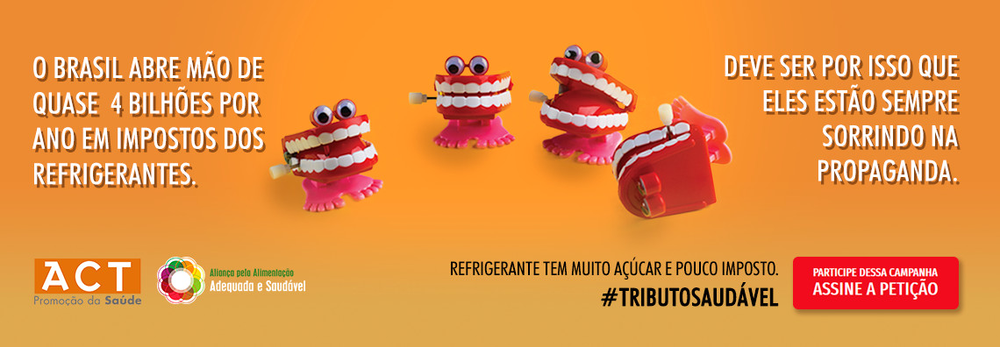 O BRASIL ABRE MÃO DE
QUASE 4 BILHÕES POR
ANO EM IMPOSTOS DOS
REFRIGERANTES.
DEVE SER POR ISSO QUE
ELES ESTÃO SEMPRE
SORRINDO NA
PROPAGANDA.
ACT
Promoção da Saúde
Aliança pela Alimentação
Adequada e Saudável
REFRIGERANTE TEM MUITO AÇÚCAR E POUCO IMPOSTO.
#TRIBUTOSAUDÁVEL
PARTICIPE DESSA CAMPANHA
ASSINE A PETIÇÃO